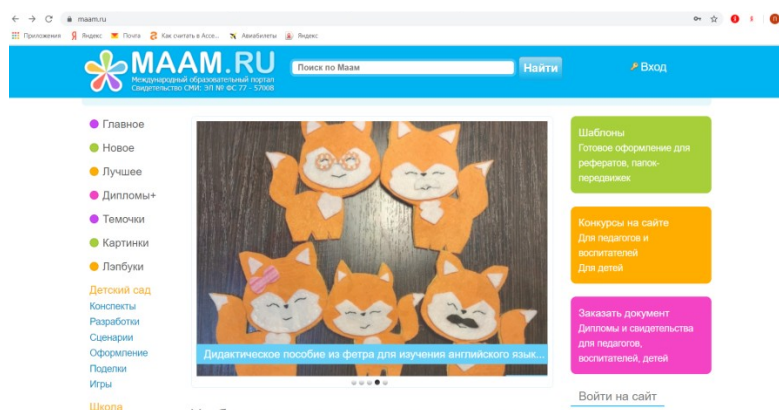 maam.ru
Приложения Яндекс Почта Как считать в Acce... Авиабилеты Яндекс
MAAM.RU
Международный образовательный портал
Свидетельство СМИ: ЭЛ № ФС 77 - 57008
Поиск по Маам
Найти
Вход
Главное
Новое
Лучшее
Дипломы+
Темочки
Картинки
Лэпбуки
Детский сад
Конспекты
Разработки
Сценарии
Оформление
Поделки
Игры
Школа
Дидактическое пособие из фетра для изучения английского язык...
Шаблоны
Готовое оформление для
рефератов, папок-
передвижек
Конкурсы на сайте
Для педагогов и
воспитателей
Для детей
Заказать документ
Дипломы и свидетельства
для педагогов,
воспитателей, детей
Войти на сайт